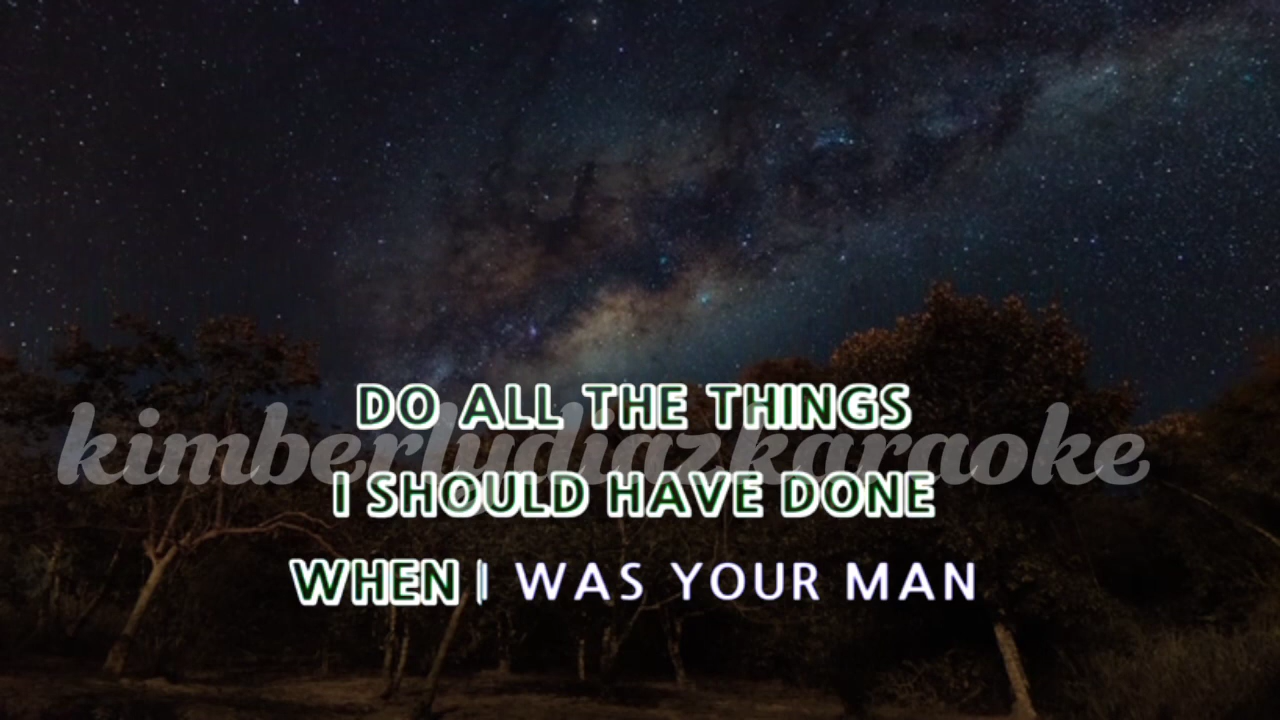 DO ALL THE THINGS
kimberlydiazkaraoke
I SHOULD HAVE DONE
WHEN I WAS YOUR MAN